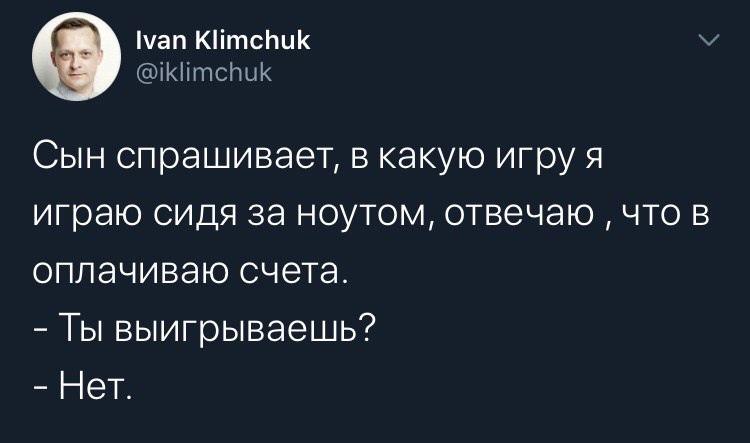 Ivan Klimchuk
@iklimchuk
Сын спрашивает, в какую игру я
играю сидя за ноутом, отвечаю , что в
оплачиваю счета.
- Ты выигрываешь?
- Нет.